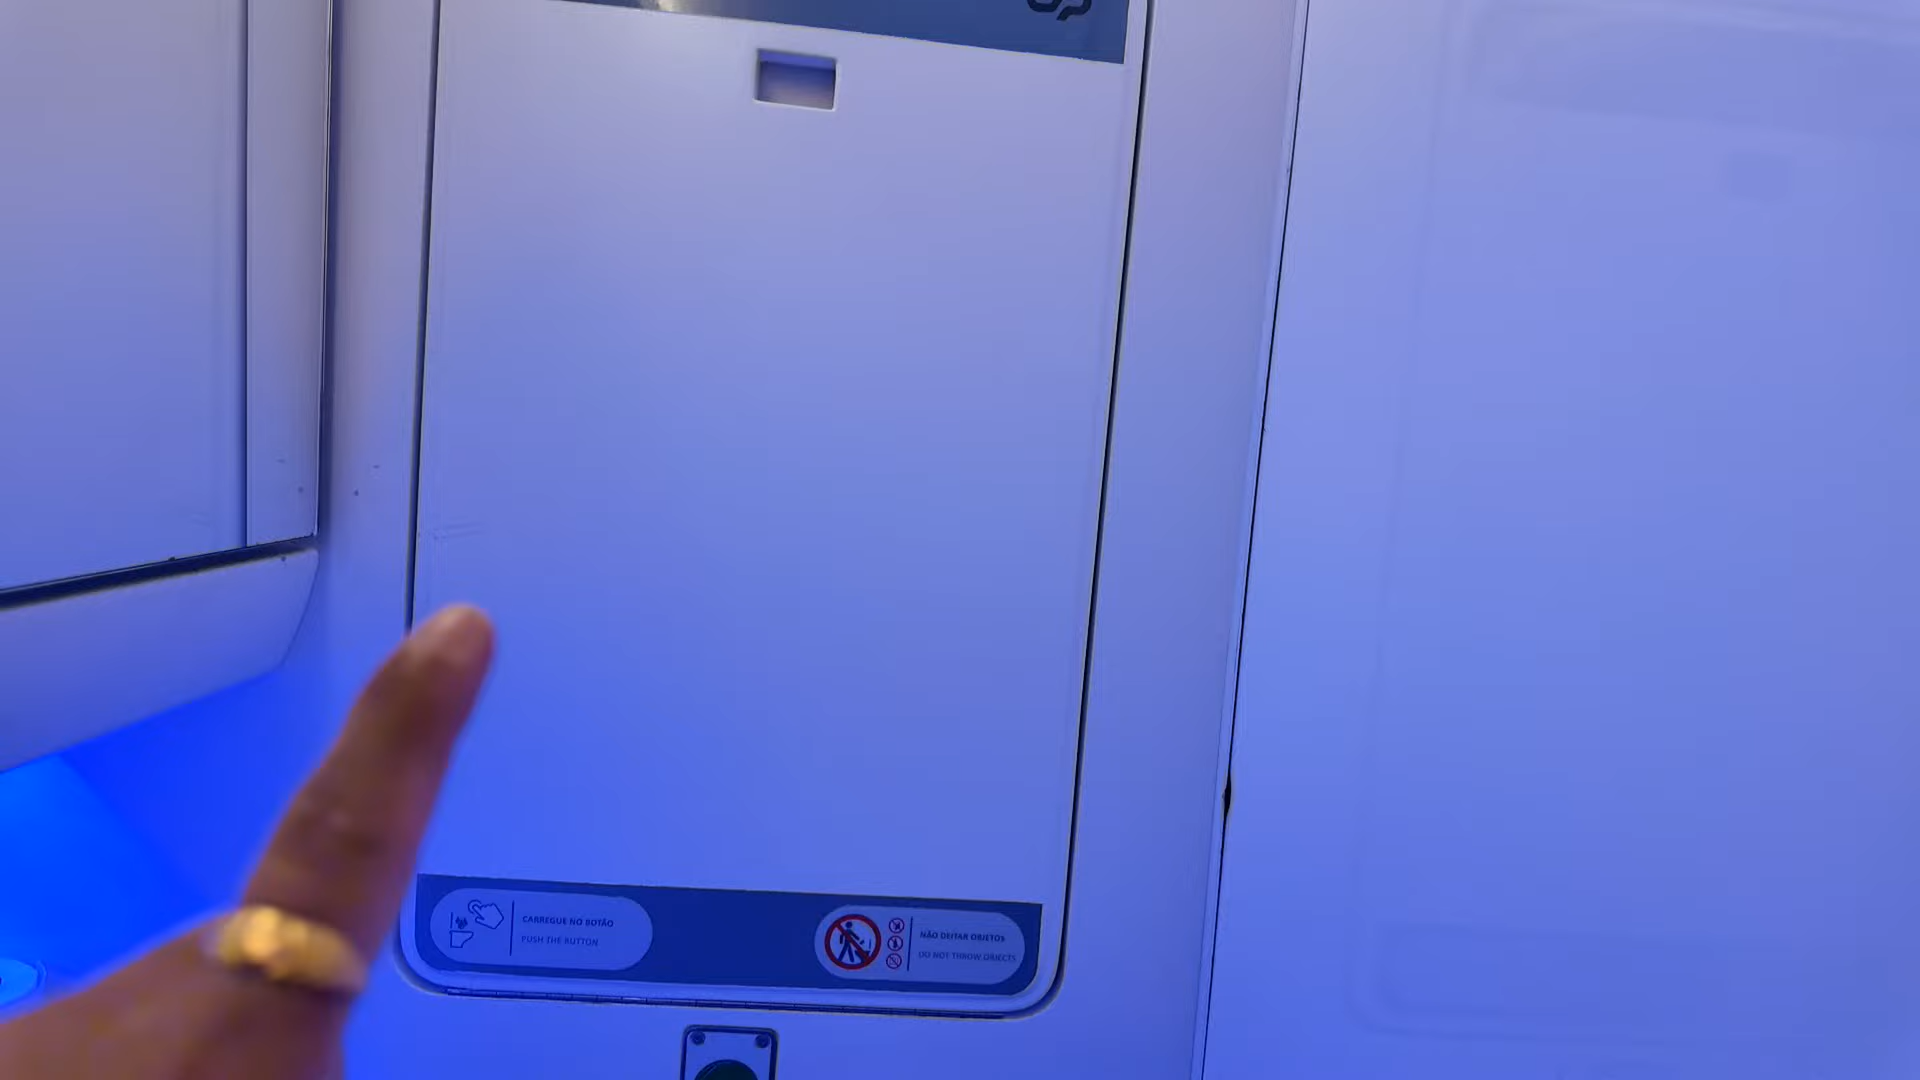 CARREGUE NO BOTÃO
PUSH THE BUTTON
NÃO DEITAR OBJETOS
DO NOT THROW OBJECTS